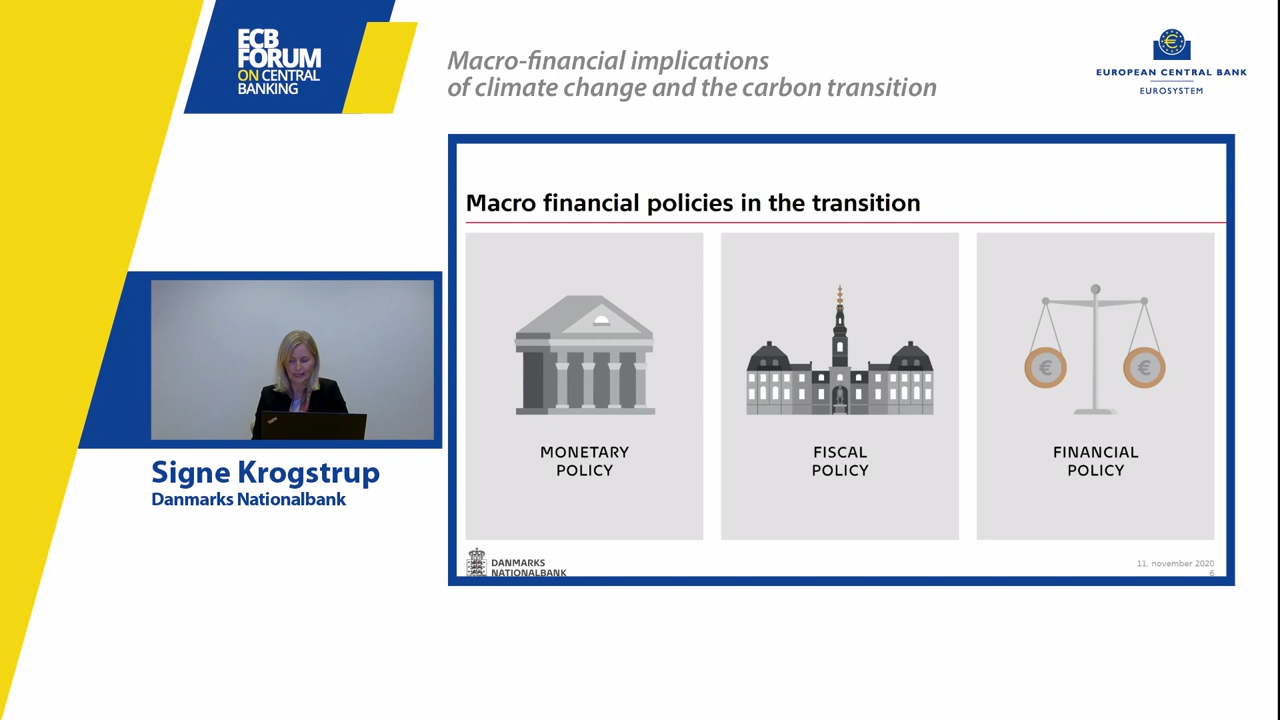 ECB
FORUM
ON CENTRAL
BANKING
Macro-financial implications
of climate change and the carbon transition
€
EUROPEAN CENTRAL BANK
EUROSYSTEM
Macro financial policies in the transition
€
€
MONETARY
POLICY
FISCAL
POLICY
FINANCIAL
POLICY
Signe Krogstrup
Danmarks Nationalbank
DANMARKS
NATIONALBANK
11. november 2020
6